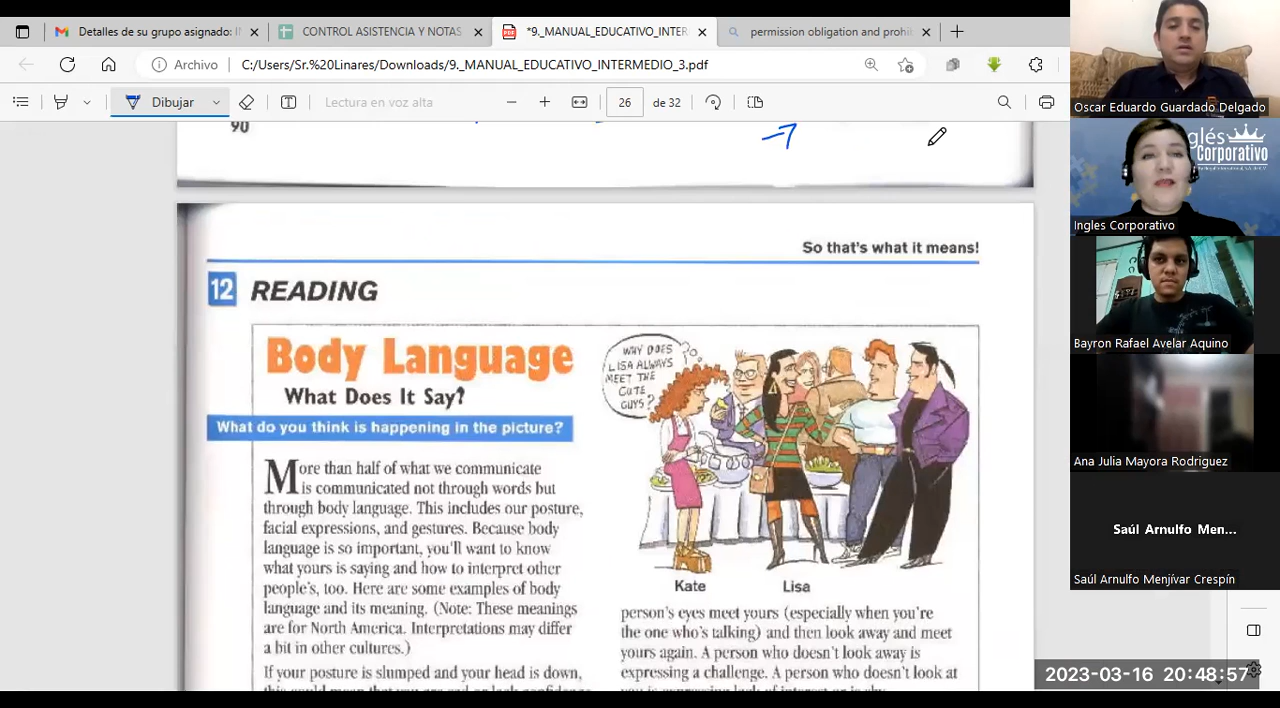 Detalles de su grupo asignado: I
CONTROL ASISTENCIA Y NOTAS
*9._MANUAL_EDUCATIVO_INTER
permission obligation and prohib
Archivo
C:/Users/Sr.%20Linares/Downloads/9._MANUAL_EDUCATIVO_INTERMEDIO_3.pdf
Dibujar
Lectura en voz alta
26
de 32
90
So that's what it means!
12 READING
Body Language
What Does It Say?
What do you think is happening in the picture?
More than half of what we communicate
is communicated not through words but
through body language. This includes our posture,
facial expressions, and gestures. Because body
language is so important, you'll want to know
what yours is saying and how to interpret other
people's, too. Here are some examples of body
language and its meaning. (Note: These meanings
are for North America. Interpretations may differ
a bit in other cultures.)
If your posture is slumped and your head is down,
WHY DOES
LISA ALWAYS
MEET THE
CUTE
GUYS?
Kate
Lisa
person's eyes meet yours (especially when you're
the one who's talking) and then look away and meet
yours again. A person who doesn't look away is
expressing a challenge. A person who doesn't look at
Oscar Eduardo Guardado Delgado
glés
Corporativo
Ingles Corporativo
Bayron Rafael Avelar Aquino
Ana Julia Mayora Rodriguez
Saúl Arnulfo Men...
Saúl Arnulfo Menjívar Crespín
2023-03-16 20:48:57